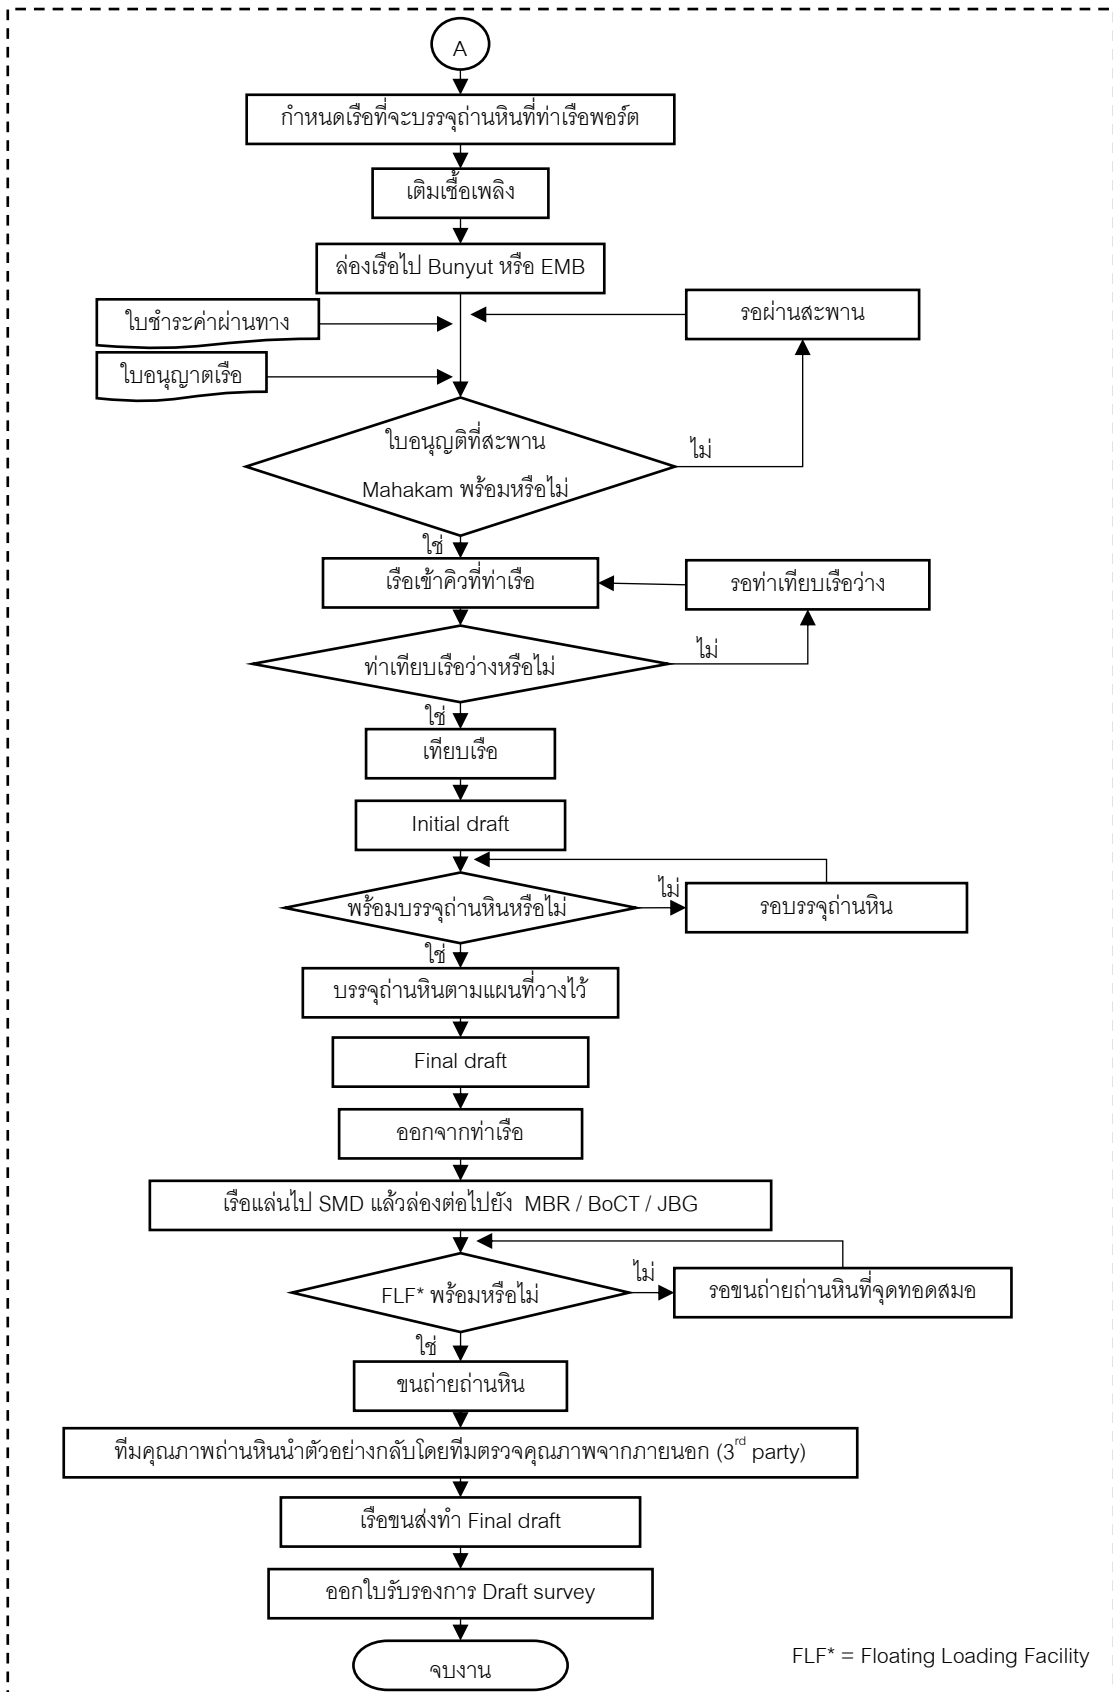 A
กำหนดเรือที่จะบรรจุถ่านหินที่ท่าเรือพอร์ต
เติมเชื้อเพลิง
ล่องเรือไป Bunyut หรือ EMB
ใบชำระค่าผ่านทาง
รอผ่านสะพาน
ใบอนุญาตเรือ
ใบอนุญติที่สะพาน
Mahakam พร้อมหรือไม่
ไม่
ใช่
เรือเข้าคิวที่ท่าเรือ
รอท่าเทียบเรือว่าง
ท่าเทียบเรือว่างหรือไม่
ไม่
ใช่
เทียบเรือ
Initial draft
พร้อมบรรจุถ่านหินหรือไม่
ไม่
รอบรรจุถ่านหิน
ใช่
บรรจุถ่านหินตามแผนที่วางไว้
Final draft
ออกจากท่าเรือ
เรือแล่นไป SMD แล้วล่องต่อไปยัง MBR / BoCT / JBG
FLF* พร้อมหรือไม่
ไม่
รอขนถ่ายถ่านหินที่จุดทอดสมอ
ใช่
ขนถ่ายถ่านหิน
ทีมคุณภาพถ่านหินนำตัวอย่างกลับโดยทีมตรวจคุณภาพจากภายนอก (3rd party)
เรือขนส่งทำ Final draft
ออกใบรับรองการ Draft survey
จบงาน
FLF* = Floating Loading Facility